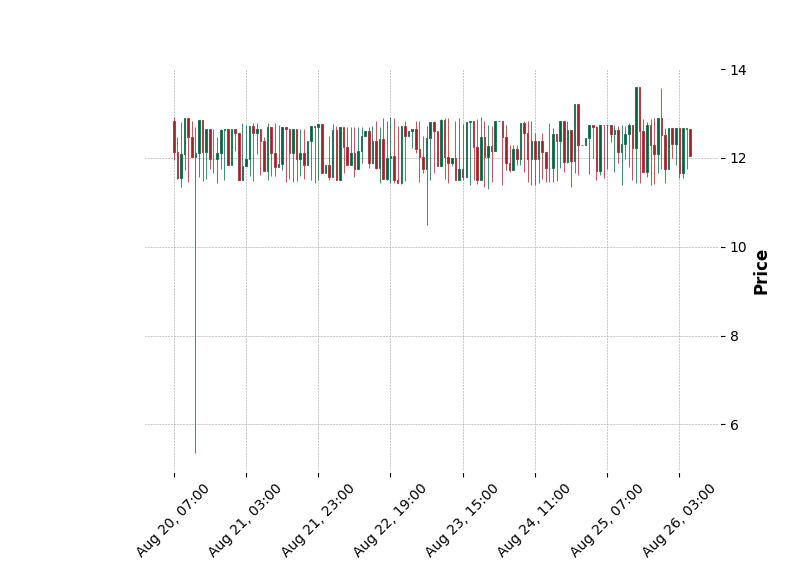 14
12
10
8
6
Price
Aug 20, 07:00
Aug 21, 03:00
Aug 21, 23:00
Aug 22, 19:00
Aug 23, 15:00
Aug 24, 11:00
Aug 25, 07:00
Aug 26, 03:00